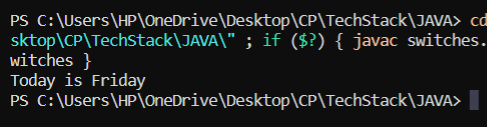 PS C:\Users\HP\OneDrive\Desktop\CP\TechStack\JAVA> cd
sktop\CP\TechStack\JAVA\" ; if ($?) { javac switches.
witches }
Today is Friday
PS C:\Users\HP\OneDrive\Desktop\CP\TechStack\JAVA>